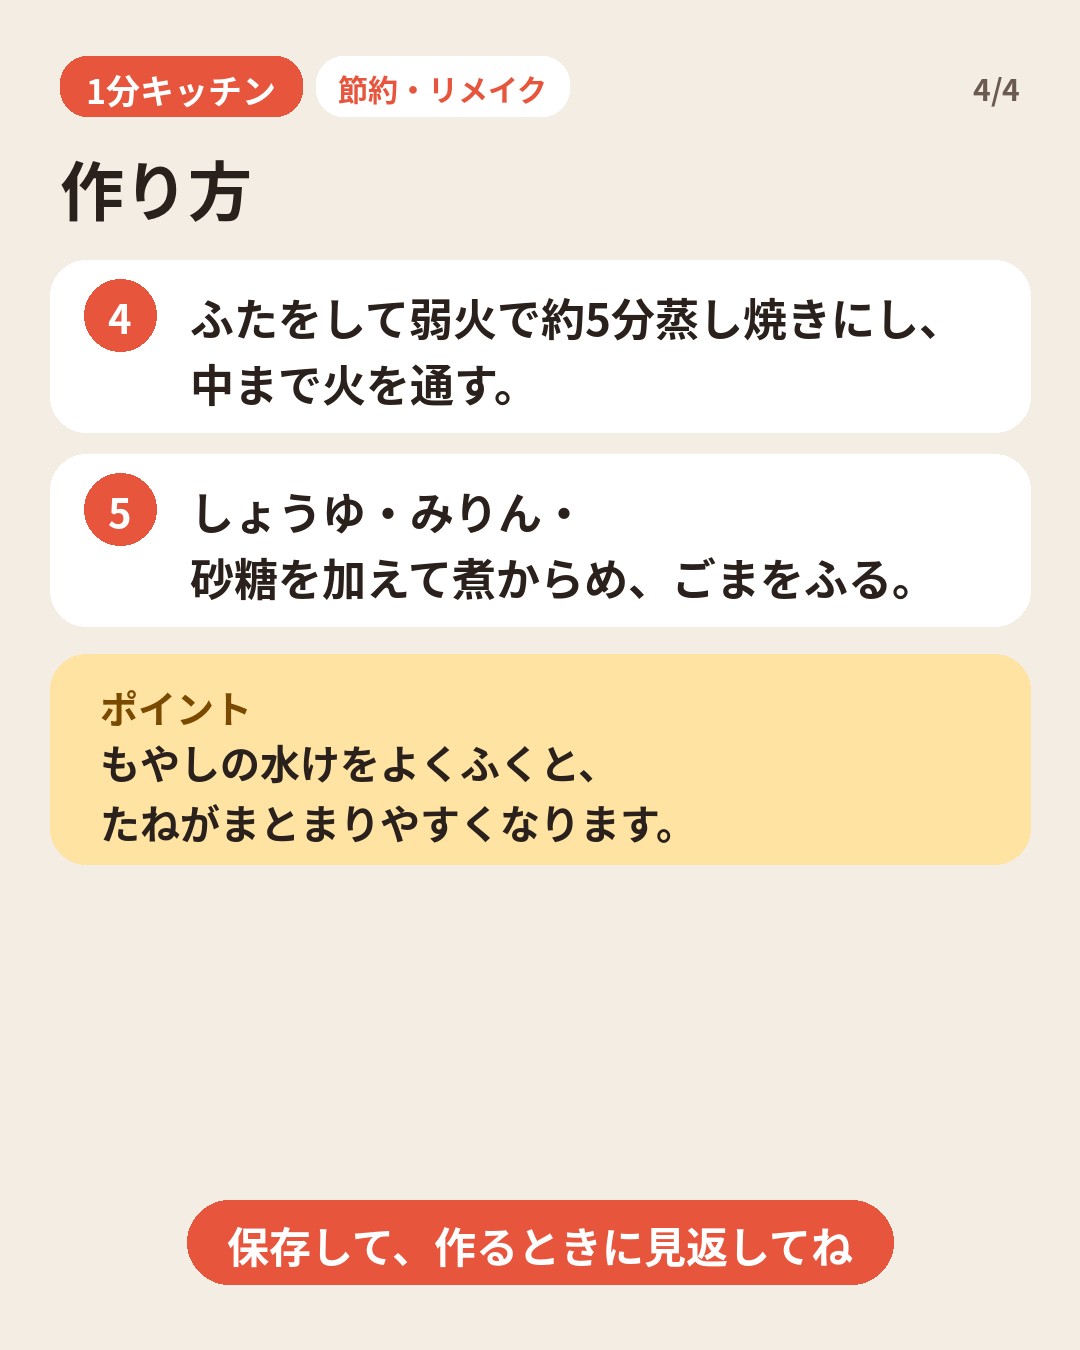 1分キッチン
節約・リメイク
4/4
作り方
4
ふたをして弱火で約5分蒸し焼きにし、
中まで火を通す。
5
しょうゆ・みりん・
砂糖を加えて煮からめ、ごまをふる。
ポイント
もやしの水けをよくふくと、
たねがまとまりやすくなります。
保存して、作るときに見返してね